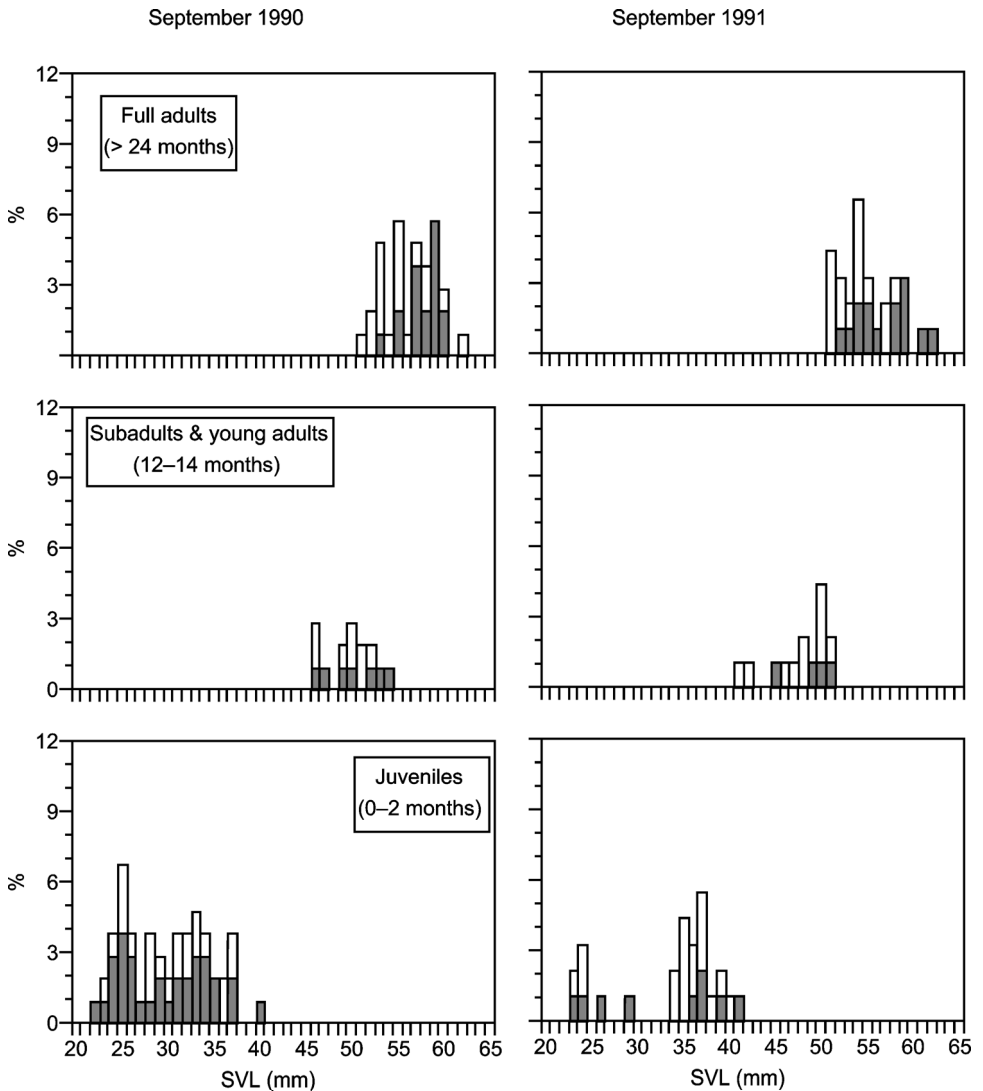 September 1990
September 1991
12
9
6
3
%
Full adults
(> 24 months)
12
9
6
3
0
%
Subadults & young adults
(12–14 months)
12
9
6
3
0
%
Juveniles
(0–2 months)
20 25 30 35 40 50 55 60 65
20 25 30 35 40 50 55 60 65
SVL (mm)
SVL (mm)